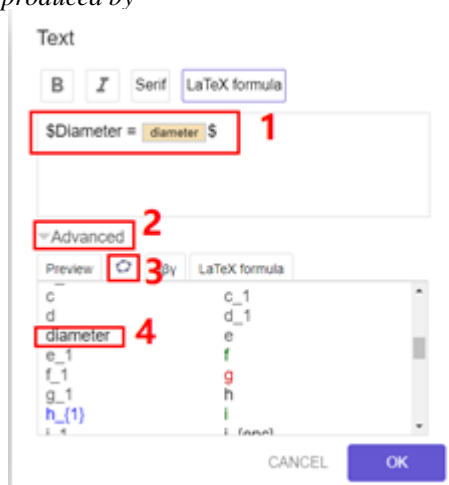 produced by
Text
B I Serif LaTeX formula
$Diameter = diameter $ 1
Advanced 2
Preview 3 βγ LaTeX formula
c c_1
d d_1
diameter 4 e
e_1 f
f_1 g
g_1 h
h_{1} i
CANCEL OK